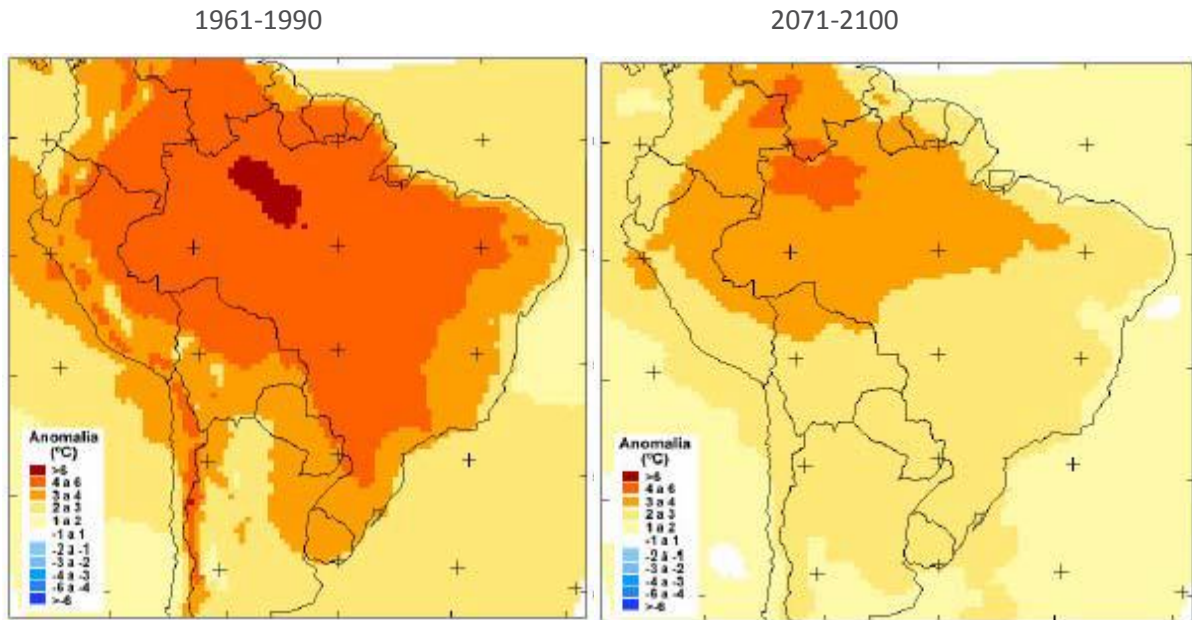 1961-1990
2071-2100
Anomalia
(ºC)
>6
4 a 6
3 a 4
2 a 3
1 a 2
-1 a 1
-2 a -1
-3 a -2
-4 a -3
-6 a -4
>-6
Anomalia
(ºC)
>6
4 a 6
3 a 4
2 a 3
1 a 2
-1 a 1
-2 a -1
-3 a -2
-4 a -3
-6 a -4
>-6